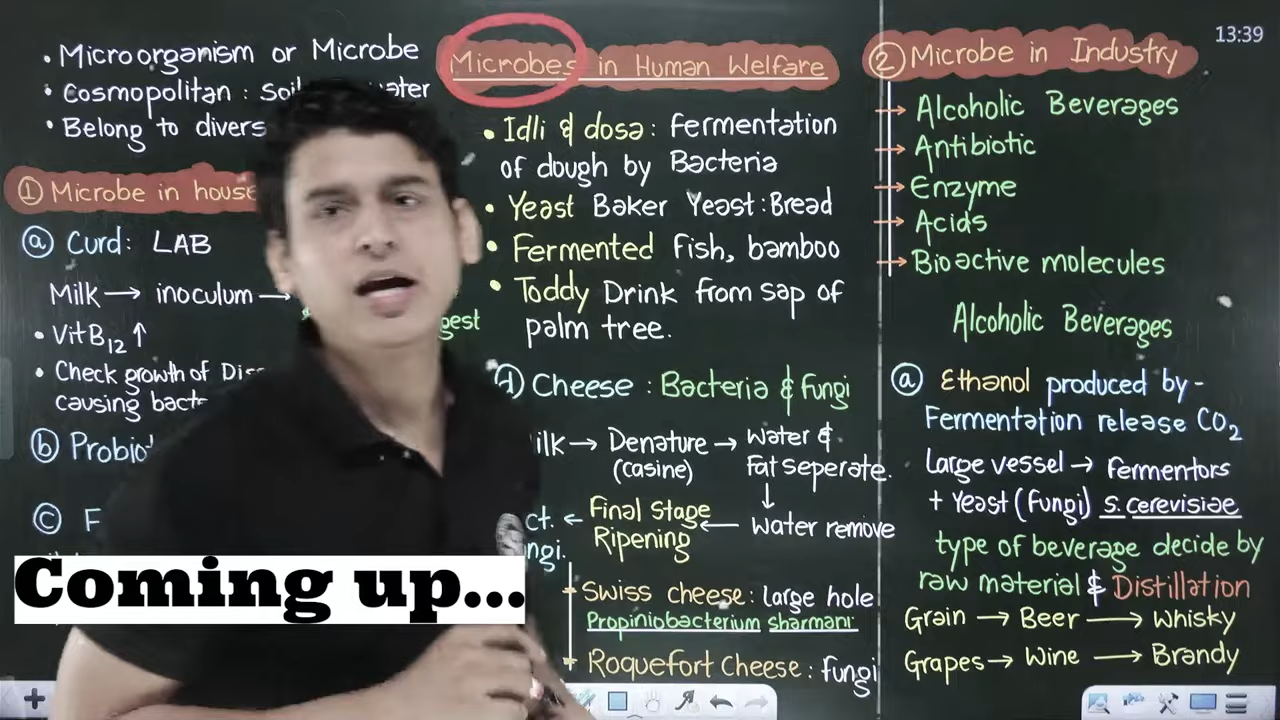 • Microorganism or Microbe
• Cosmopolitan : soil ater
• Belong to divers
① Microbe in house
ⓐ Curd: LAB
Milk → inoculum →
• Vit B12 ↑
gest
• Check growth of Dis
causing bact
ⓑ Probio
ⓒ F
Microbes in Human Welfare
• Idli & dosa: Fermentation
of dough by Bacteria
• Yeast Baker Yeast: Bread
• Fermented Fish, bamboo
• Toddy Drink from sap of
palm tree.
ⓓ Cheese : Bacteria & fungi
ilk → Denature → Water &
(casine) Fat seperate.
↓
ct. ← Final Stage ← Water remove
ngi. Ripening
Swiss cheese: large hole
Propiniobacterium sharmani
Roquefort Cheese: fungi
13:39
② Microbe in Industry
→ Alcoholic Beverages
→ Antibiotic
→ Enzyme
→ Acids
→ Bioactive molecules
Alcoholic Beverages
ⓐ Ethanol produced by -
Fermentation release CO2
Large vessel → fermentors
+ Yeast (fungi) S. cerevisiae
type of beverage decide by
raw material & Distillation
Grain → Beer → Whisky
Grapes → Wine → Brandy
Coming up...